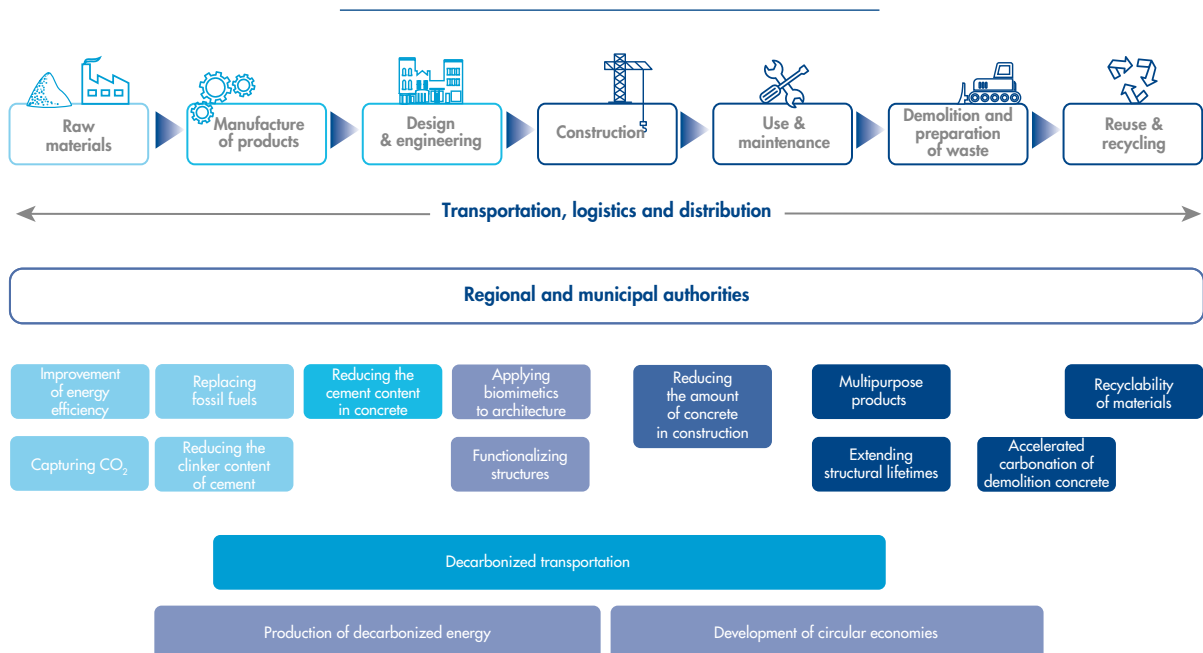 Raw
materials
Manufacture
of products
Design
& engineering
Construction
Use &
maintenance
Demolition and
preparation
of waste
Reuse &
recycling
Transportation, logistics and distribution
Regional and municipal authorities
Improvement
of energy
efficiency
Replacing
fossil fuels
Reducing the
cement content
in concrete
Applying
biomimetics
to architecture
Reducing
the amount
of concrete
in construction
Multipurpose
products
Recyclability
of materials
Capturing CO₂
Reducing the
clinker content
of cement
Functionalizing
structures
Extending
structural lifetimes
Accelerated
carbonation of
demolition concrete
Decarbonized transportation
Production of decarbonized energy
Development of circular economies